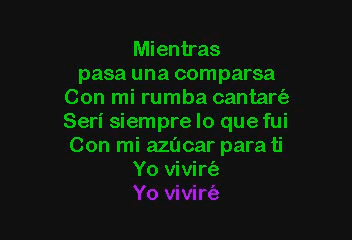 Mientras
pasa una comparsa
Con mi rumba cantaré
Serí siempre lo que fui
Con mi azúcar para ti
Yo viviré
Yo viviré